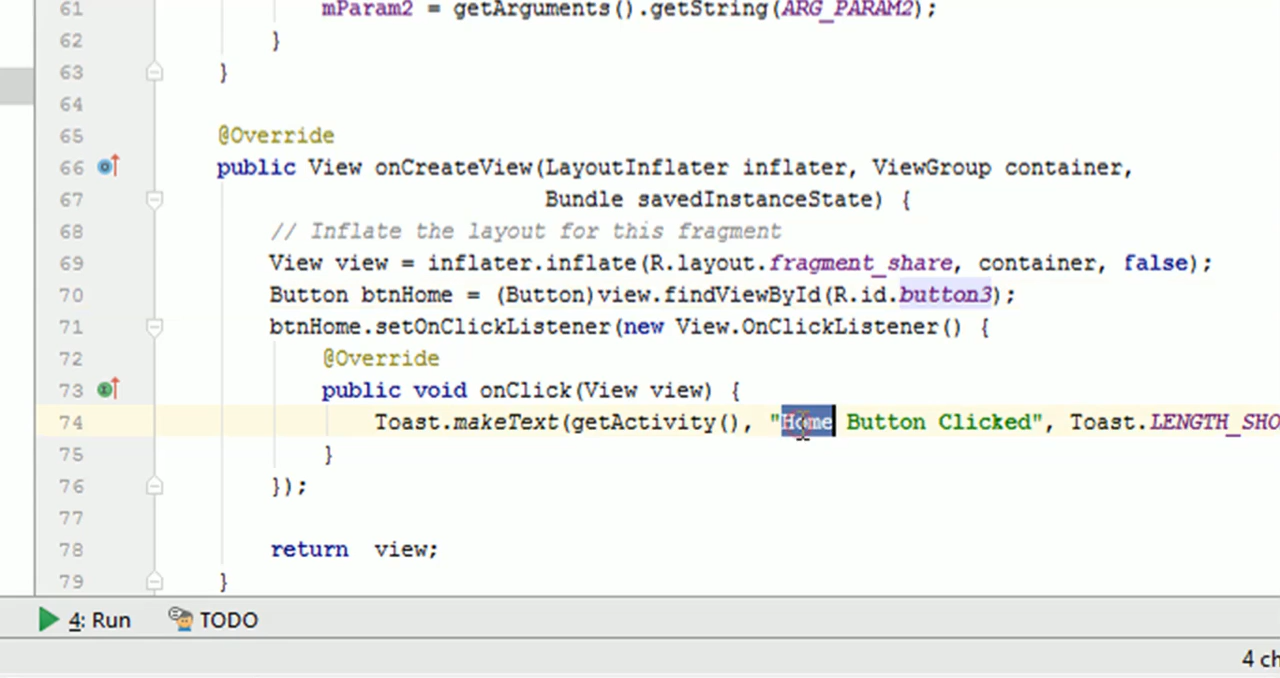 61 mParam2 = getArguments().getString(ARG_PARAM2);
62 }
63 }
64
65 @Override
66 public View onCreateView(LayoutInflater inflater, ViewGroup container,
67 Bundle savedInstanceState) {
68 // Inflate the layout for this fragment
69 View view = inflater.inflate(R.layout.fragment_share, container, false);
70 Button btnHome = (Button)view.findViewById(R.id.button3);
71 btnHome.setOnClickListener(new View.OnClickListener() {
72 @Override
73 public void onClick(View view) {
74 Toast.makeText(getActivity(), "Home Button Clicked", Toast.LENGTH_SHO
75 }
76 });
77
78 return view;
79 }
4: Run TODO
4 ch